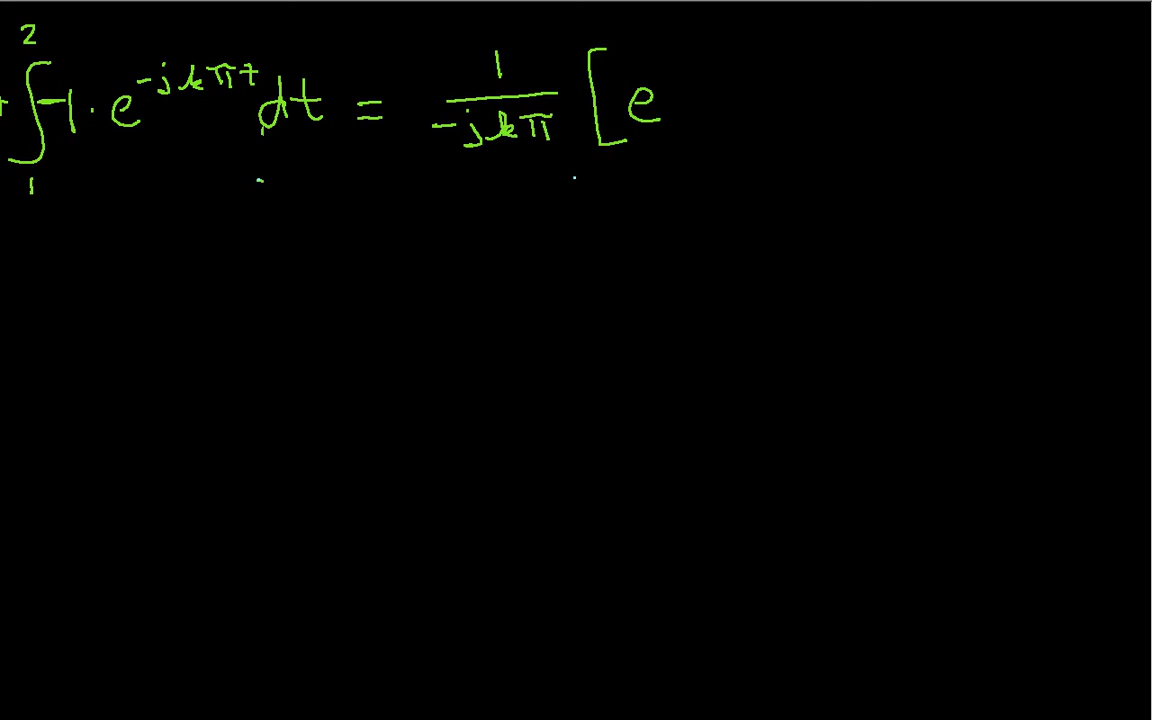 + ∫₁² -1 · e^{-jkπt} dt = 1/(-jkπ) [ e